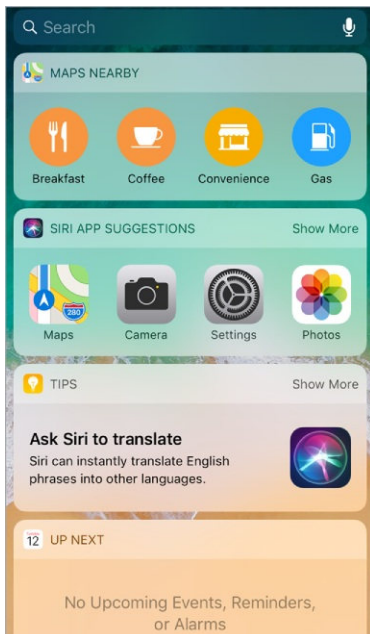 Search
MAPS NEARBY
Breakfast Coffee Convenience Gas
SIRI APP SUGGESTIONS Show More
280
Maps Camera Settings Photos
TIPS Show More
Ask Siri to translate
Siri can instantly translate English
phrases into other languages.
12 UP NEXT
No Upcoming Events, Reminders,
or Alarms